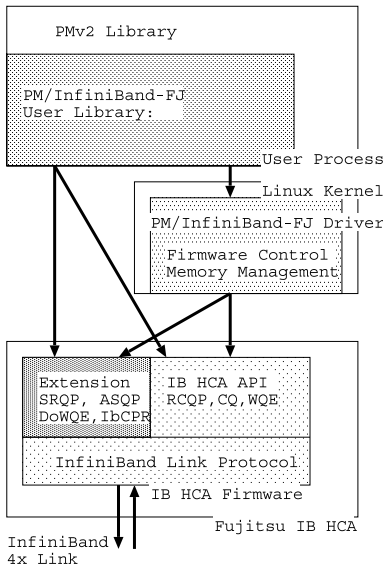 PMv2 Library
PM/InfiniBand-FJ
User Library:
User Process
Linux Kernel
PM/InfiniBand-FJ Driver
Firmware Control
Memory Management
Extension
SRQP, ASQP
DoWQE,IbCPR
IB HCA API
RCQP,CQ,WQE
InfiniBand Link Protocol
IB HCA Firmware
Fujitsu IB HCA
InfiniBand
4x Link